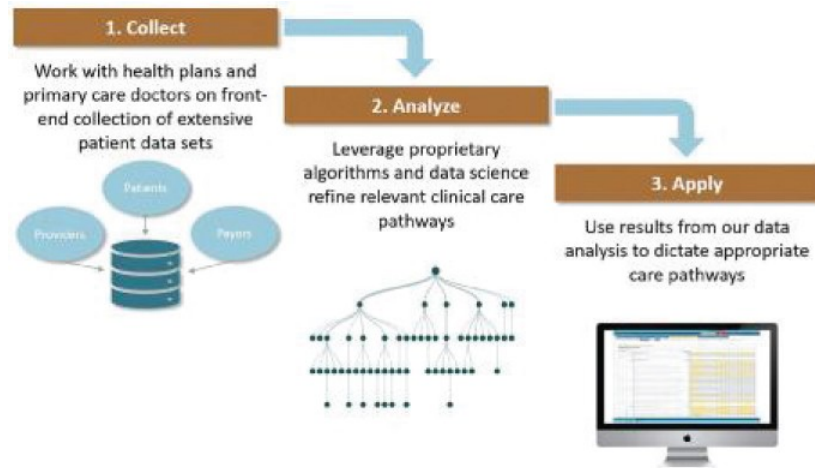 1. Collect
Work with health plans and
primary care doctors on front-
end collection of extensive
patient data sets
Patients
Providers
Payors
2. Analyze
Leverage proprietary
algorithms and data science
refine relevant clinical care
pathways
3. Apply
Use results from our data
analysis to dictate appropriate
care pathways